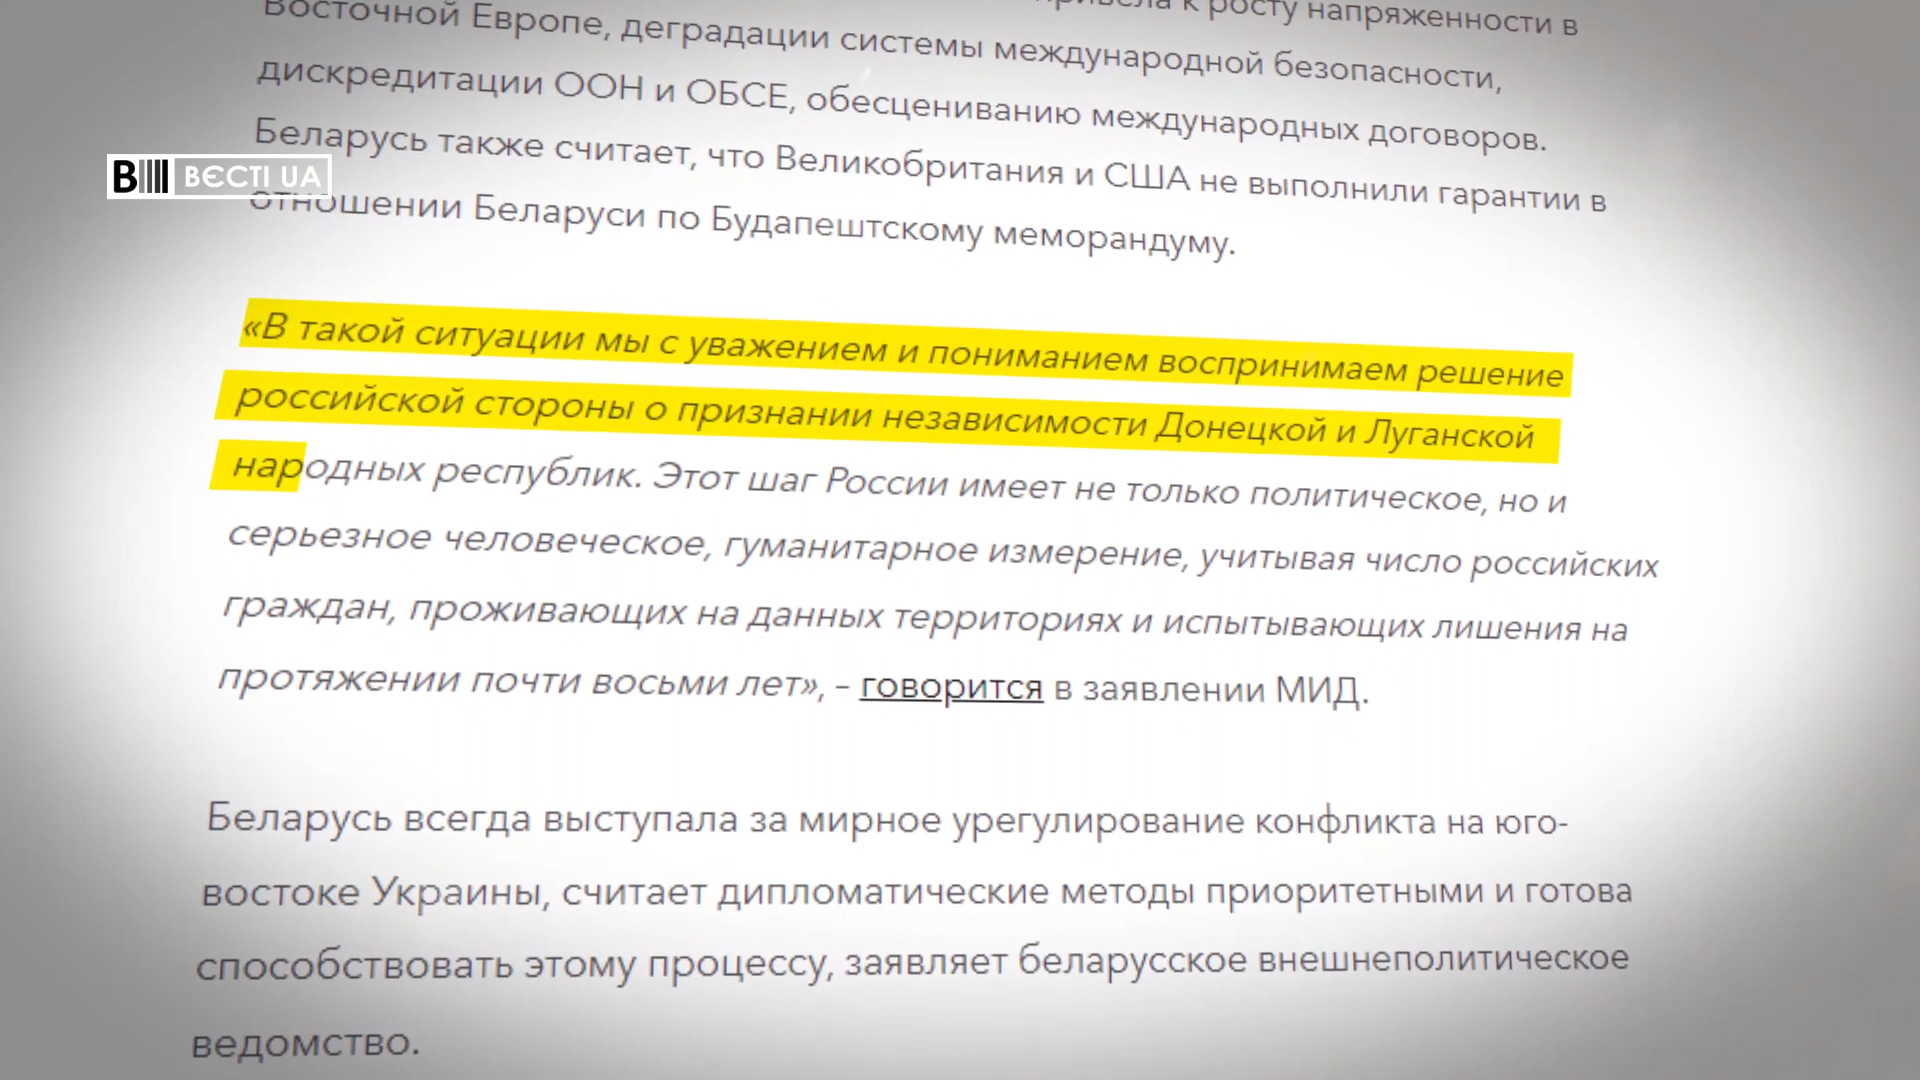 привела к росту напряженности в
Восточной Европе, деградации системы международной безопасности,
дискредитации ООН и ОБСЕ, обесцениванию международных договоров.
Беларусь также считает, что Великобритания и США не выполнили гарантии в
В ВЄСТІ UA
отношении Беларуси по Будапештскому меморандуму.
«В такой ситуации мы с уважением и пониманием воспринимаем решение
российской стороны о признании независимости Донецкой и Луганской
народных республик. Этот шаг России имеет не только политическое, но и
серьезное человеческое, гуманитарное измерение, учитывая число российских
граждан, проживающих на данных территориях и испытывающих лишения на
протяжении почти восьми лет», – говорится в заявлении МИД.
Беларусь всегда выступала за мирное урегулирование конфликта на юго-
востоке Украины, считает дипломатические методы приоритетными и готова
способствовать этому процессу, заявляет беларусское внешнеполитическое
ведомство.